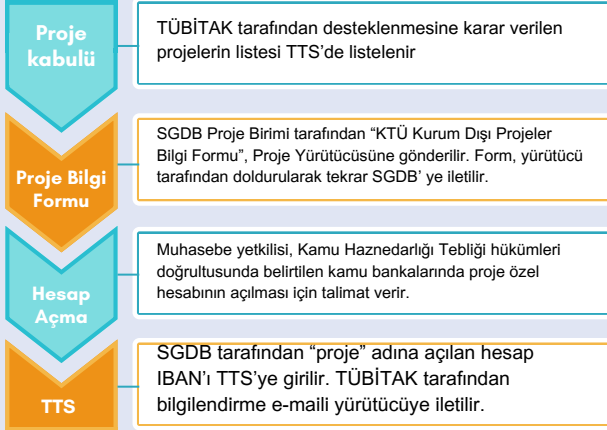 Proje
kabulü
TÜBİTAK tarafından desteklenmesine karar verilen
projelerin listesi TTS’de listelenir
Proje Bilgi
Formu
SGDB Proje Birimi tarafından “KTÜ Kurum Dışı Projeler
Bilgi Formu”, Proje Yürütücüsüne gönderilir. Form, yürütücü
tarafından doldurularak tekrar SGDB’ ye iletilir.
Hesap
Açma
Muhasebe yetkilisi, Kamu Haznedarlığı Tebliği hükümleri
doğrultusunda belirtilen kamu bankalarında proje özel
hesabının açılması için talimat verir.
TTS
SGDB tarafından “proje” adına açılan hesap
IBAN’ı TTS’ye girilir. TÜBİTAK tarafından
bilgilendirme e-maili yürütücüye iletilir.